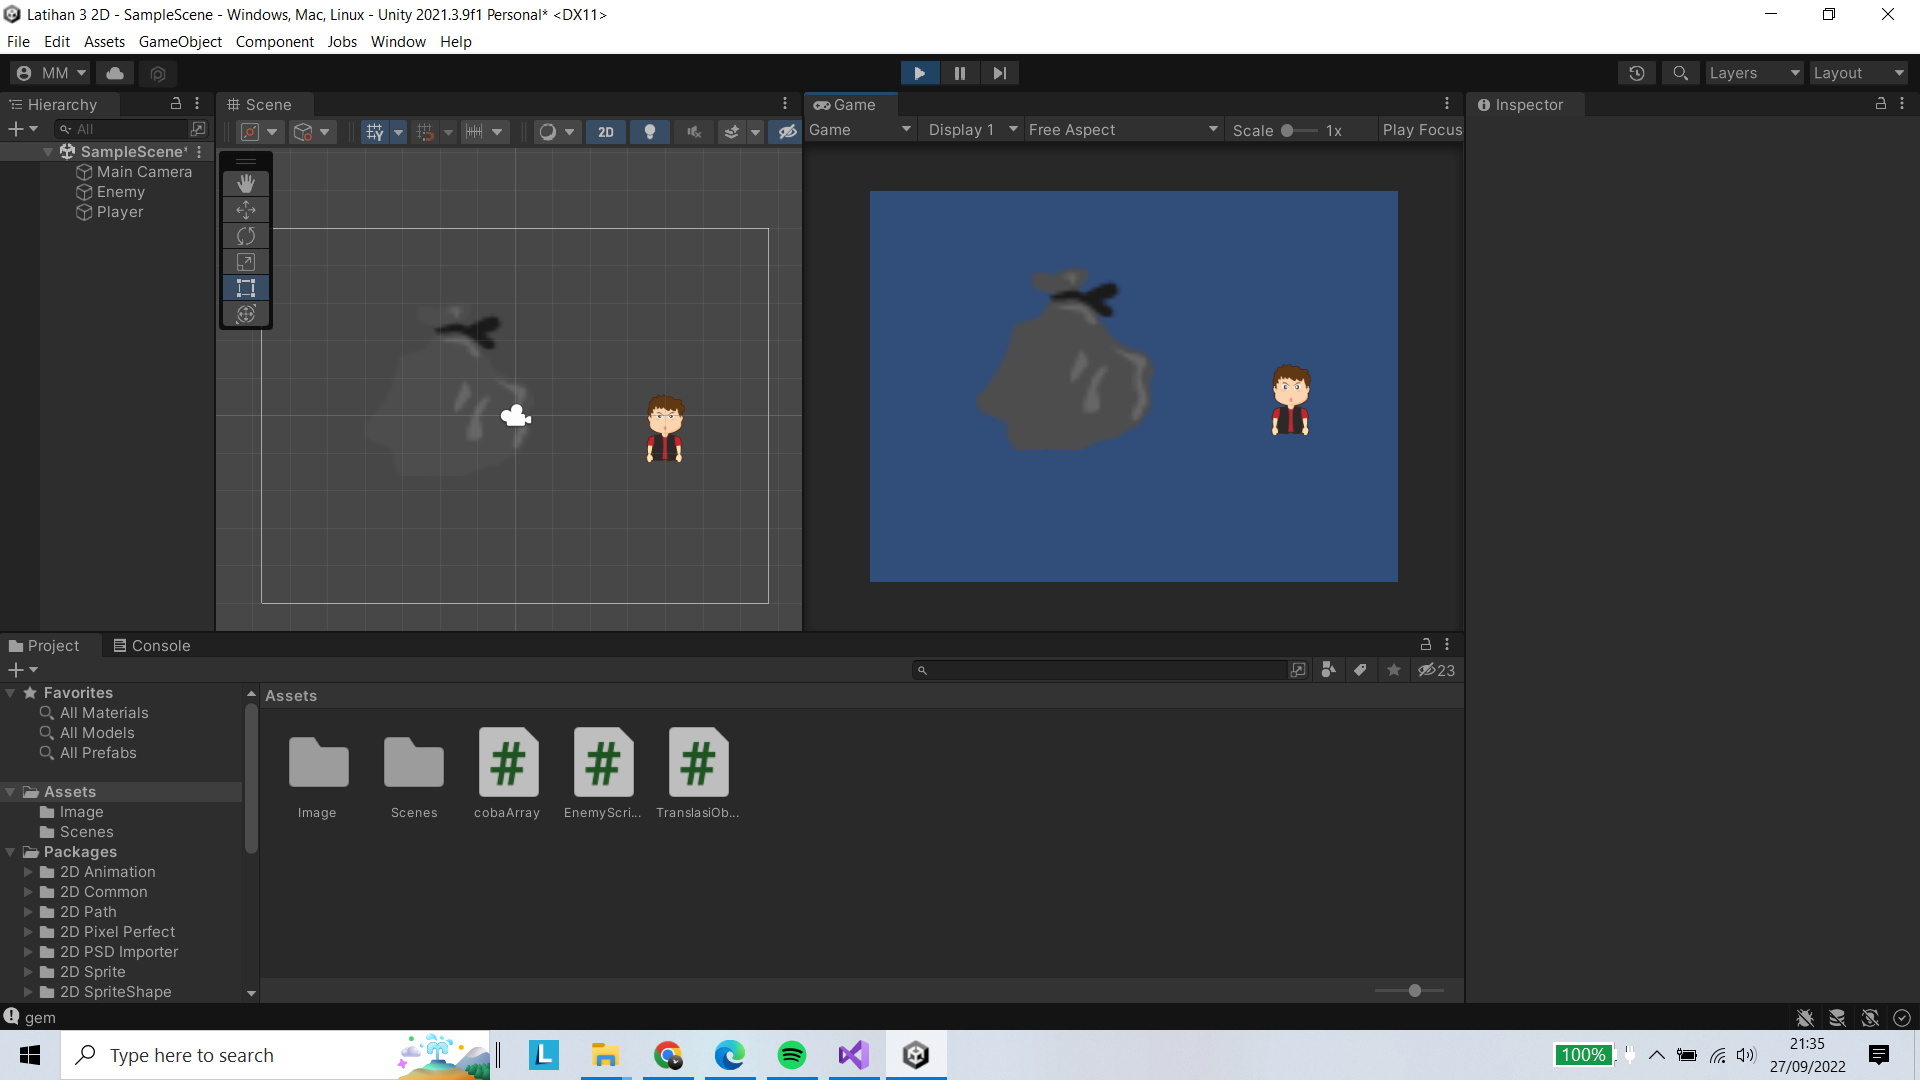 Latihan 3 2D - SampleScene - Windows, Mac, Linux - Unity 2021.3.9f1 Personal* <DX11>
File Edit Assets GameObject Component Jobs Window Help
MM Layers Layout
Hierarchy
All
SampleScene*
Main Camera
Enemy
Player
Scene
2D
Game
Game Display 1 Free Aspect Scale 1x Play Focus
Inspector
Project Console
23
Favorites
All Materials
All Models
All Prefabs
Assets
Image
Scenes
Packages
2D Animation
2D Common
2D Path
2D Pixel Perfect
2D PSD Importer
2D Sprite
2D SpriteShape
Assets
Image Scenes cobaArray EnemyScri... TranslasiOb...
gem
Type here to search
L
100%
21:35
27/09/2022